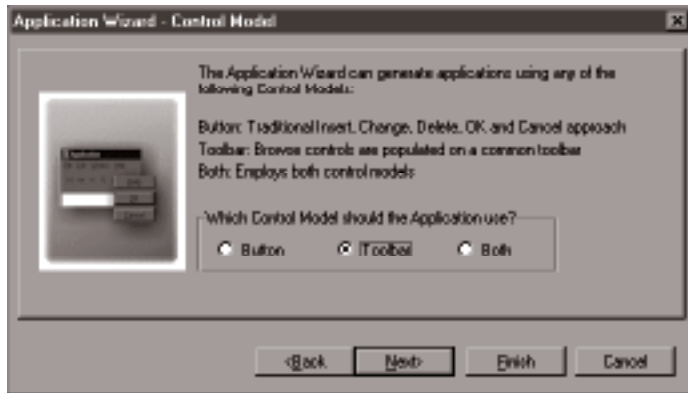 Application Wizard - Control Model
The Application Wizard can generate applications using any of the
following Control Models:
Button: Traditional Insert, Change, Delete, OK and Cancel approach
Toolbar: Browse controls are populated on a common toolbar
Both: Employs both control models
Which Control Model should the Application use?
Button Toolbar Both
<Back Next> Finish Cancel